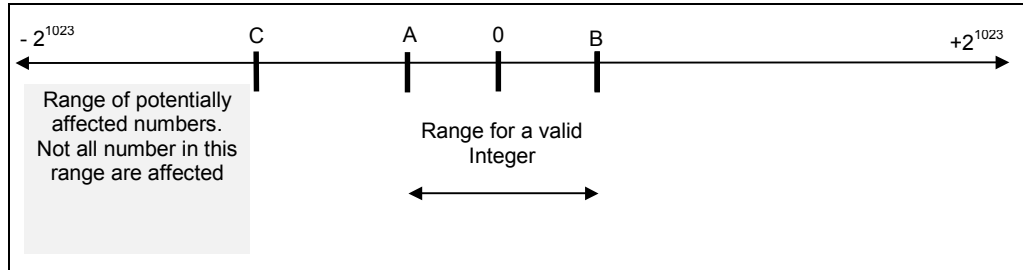 - 2^1023 C A 0 B +2^1023
Range of potentially
affected numbers.
Not all number in this
range are affected
Range for a valid
Integer